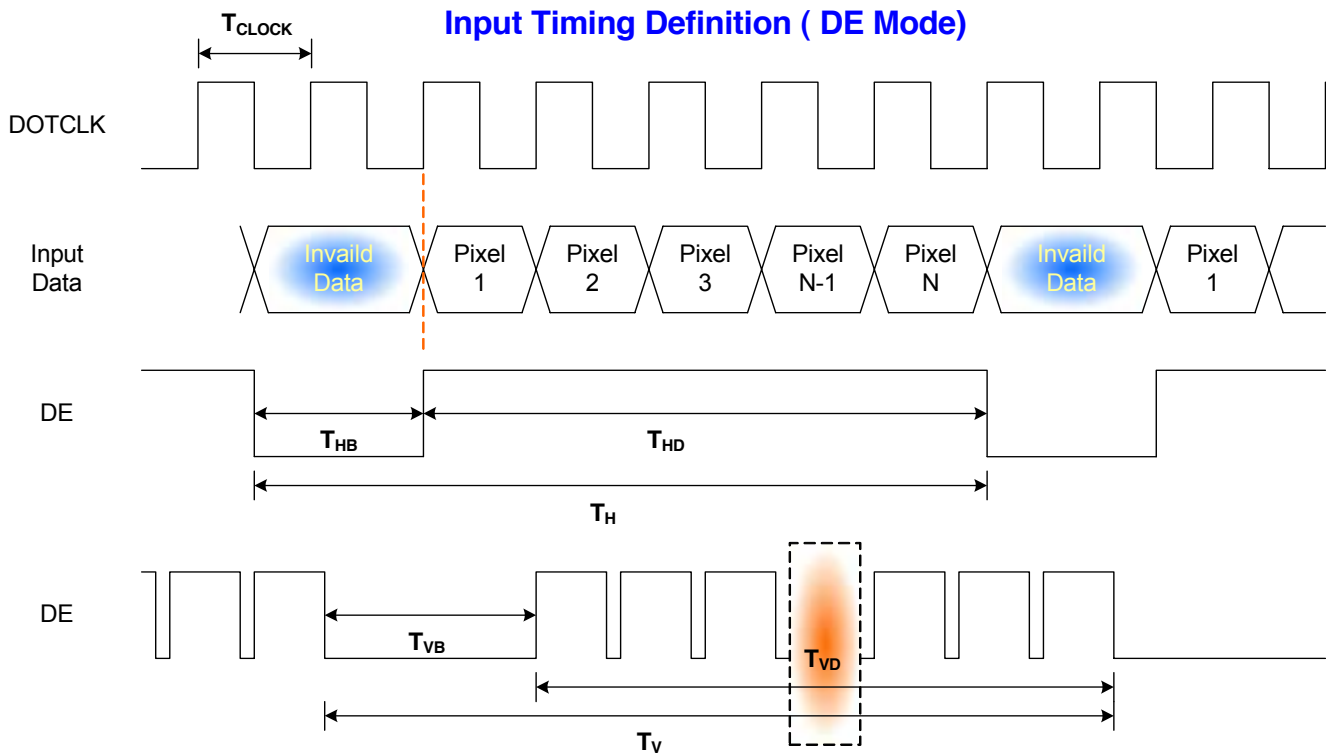 Input Timing Definition ( DE Mode)
TCLOCK
DOTCLK
Input
Data
Invaild
Data
Pixel
1
Pixel
2
Pixel
3
Pixel
N-1
Pixel
N
Invaild
Data
Pixel
1
DE
THB
THD
TH
DE
TVB
TVD
TV